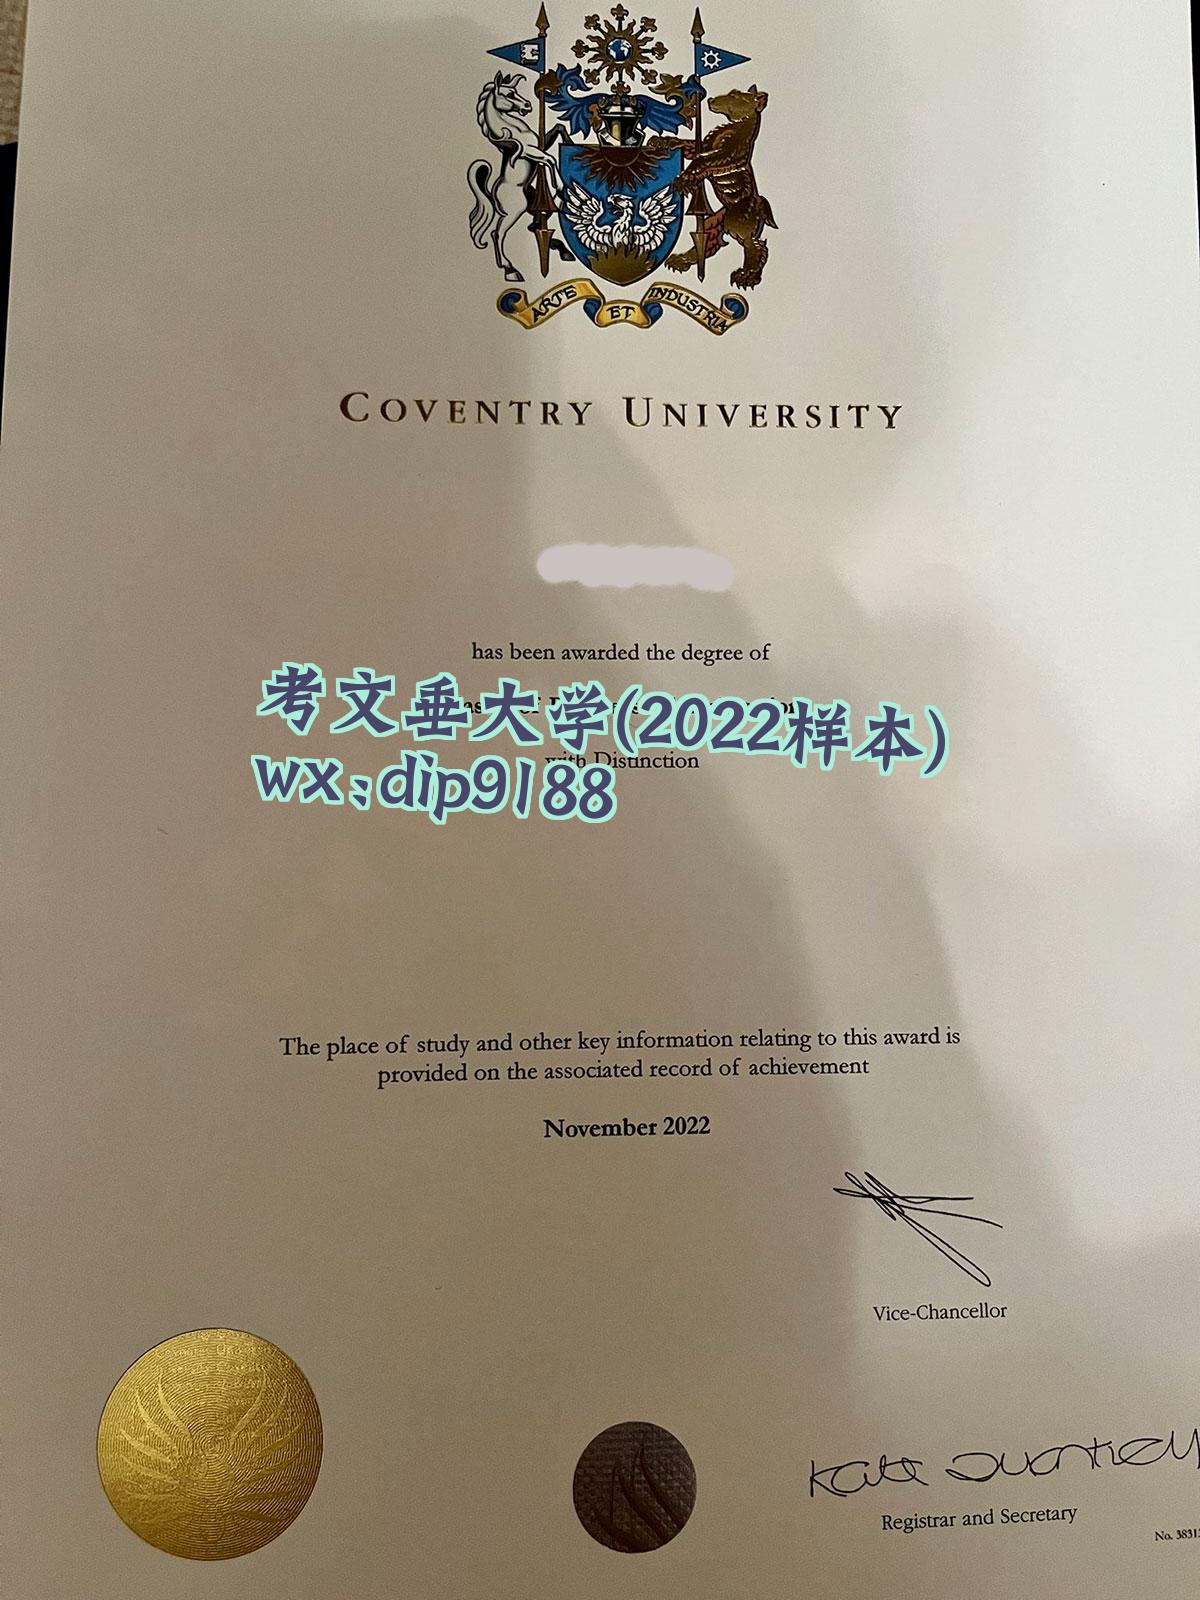 ARTE ET INDUSTRIA
COVENTRY UNIVERSITY
has been awarded the degree of
考文垂大学(2022样本)
with Distinction
wx:dip9188
The place of study and other key information relating to this award is
provided on the associated record of achievement
November 2022
Vice-Chancellor
Registrar and Secretary